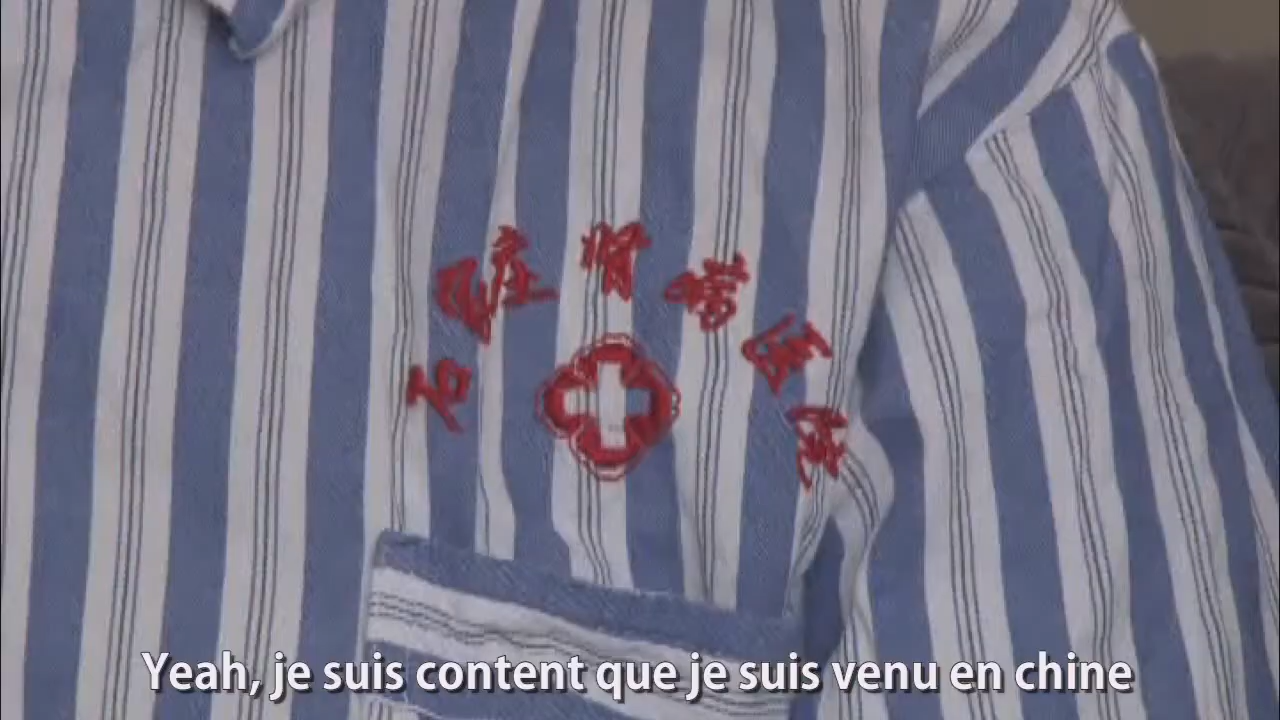 石家庄肾病医院
Yeah, je suis content que je suis venu en chine